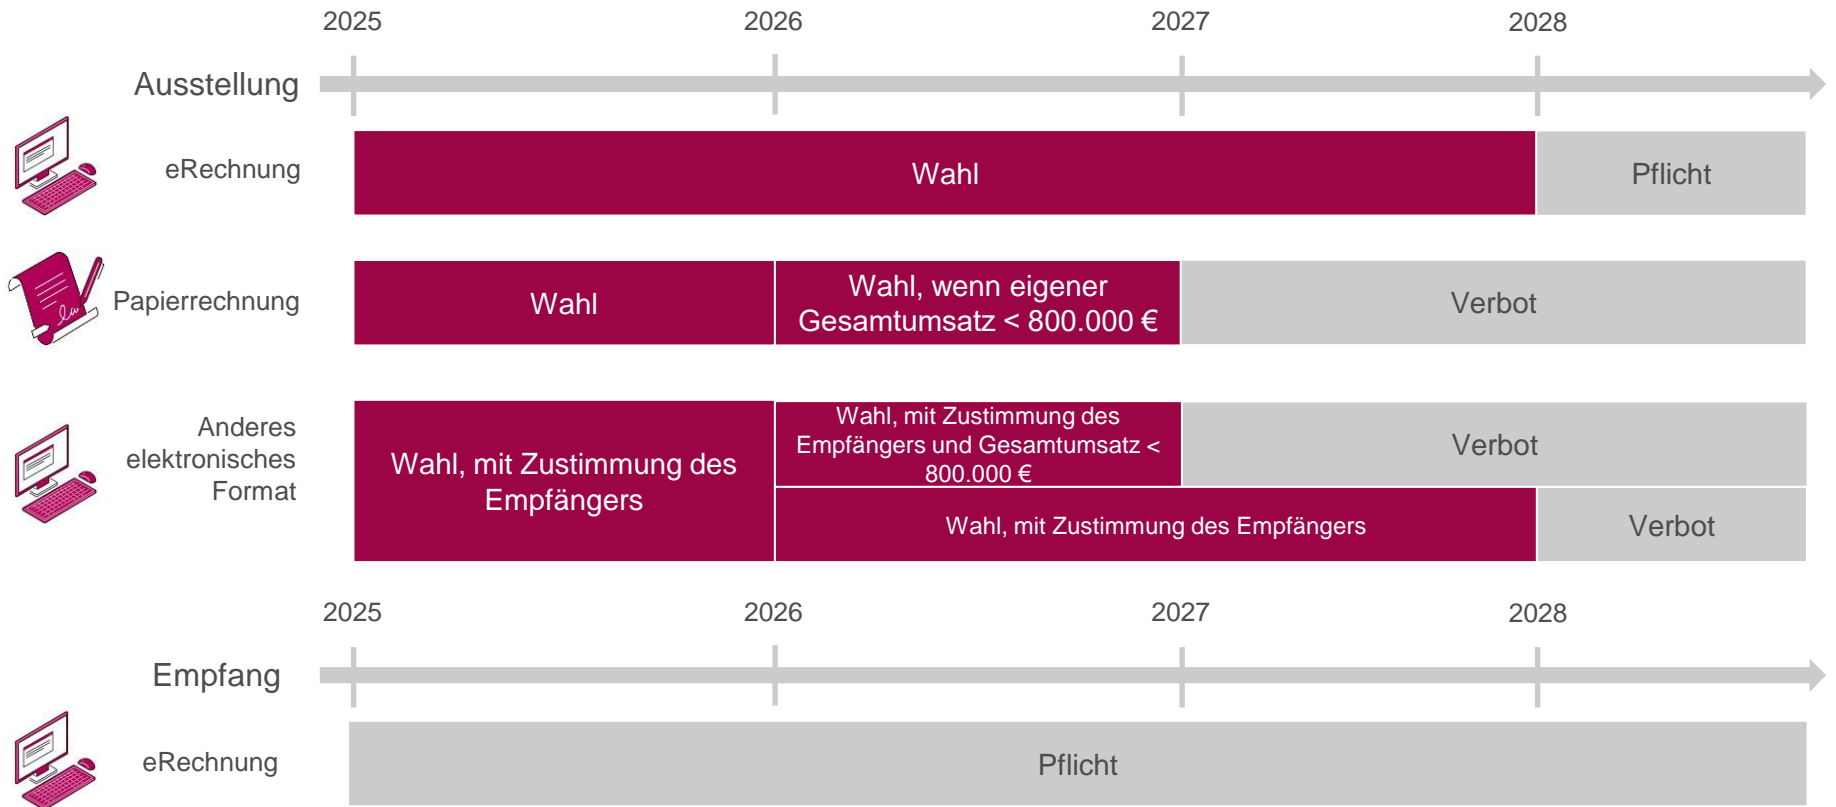 2025 2026 2027 2028
Ausstellung
eRechnung
Wahl
Pflicht
Papierrechnung
Wahl
Wahl, wenn eigener
Gesamtumsatz < 800.000 €
Verbot
Anderes
elektronisches
Format
Wahl, mit Zustimmung des
Empfängers
Wahl, mit Zustimmung des
Empfängers und Gesamtumsatz <
800.000 €
Verbot
Wahl, mit Zustimmung des Empfängers
Verbot
2025 2026 2027 2028
Empfang
eRechnung
Pflicht